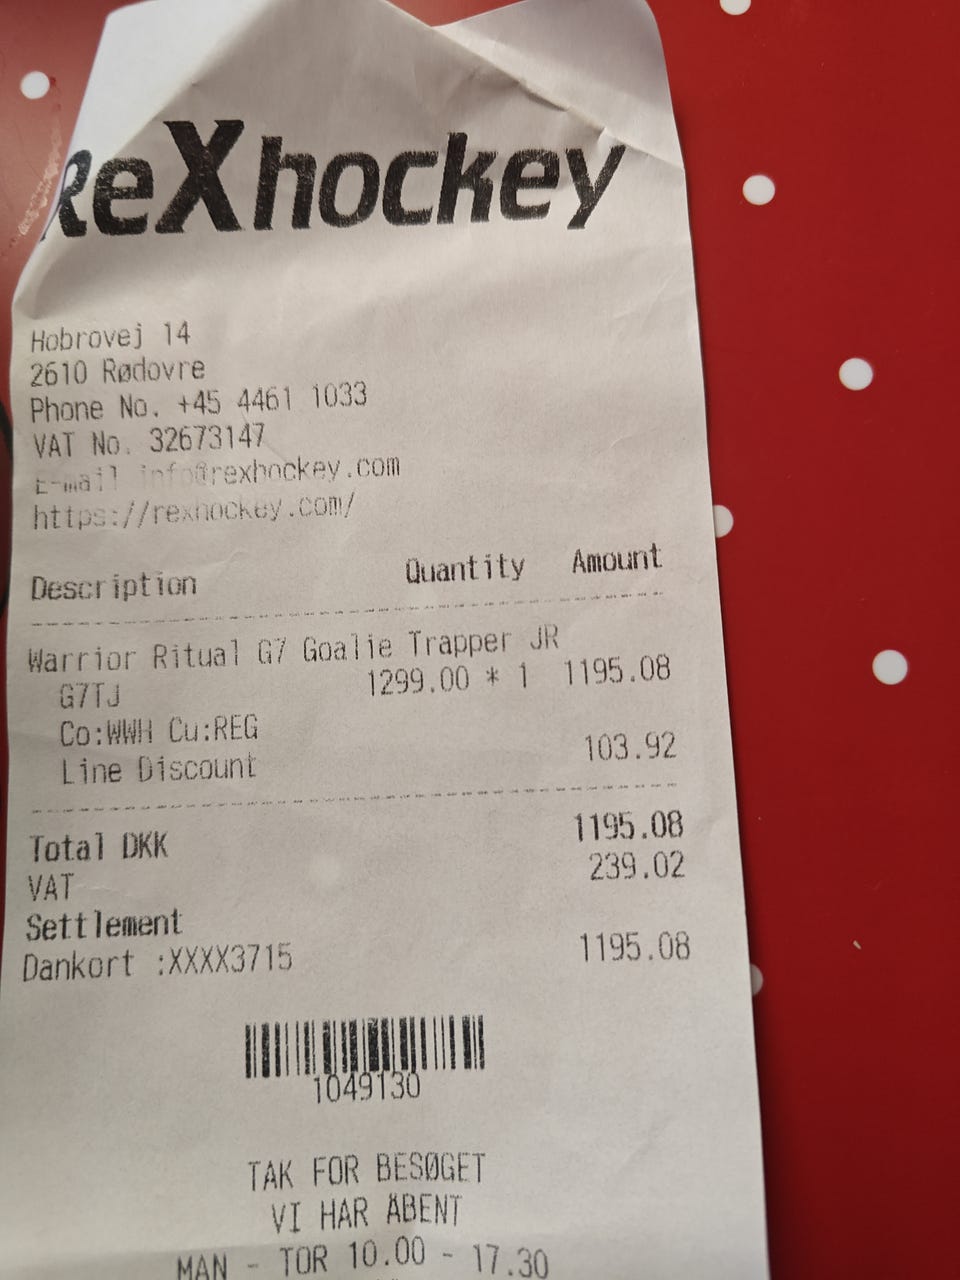 ReXhockey
Hobrovej 14
2610 Rødovre
Phone No. +45 4461 1033
VAT No. 32673147
E-mail info@rexhockey.com
https://rexhockey.com/
Description Quantity Amount
Warrior Ritual G7 Goalie Trapper JR
G7TJ 1299.00 * 1 1195.08
Co:WWH Cu:REG
Line Discount 103.92
Total DKK 1195.08
VAT 239.02
Settlement
Dankort :XXXX3715 1195.08
1049130
TAK FOR BESØGET
VI HAR ÅBENT
MAN - TOR 10.00 - 17.30